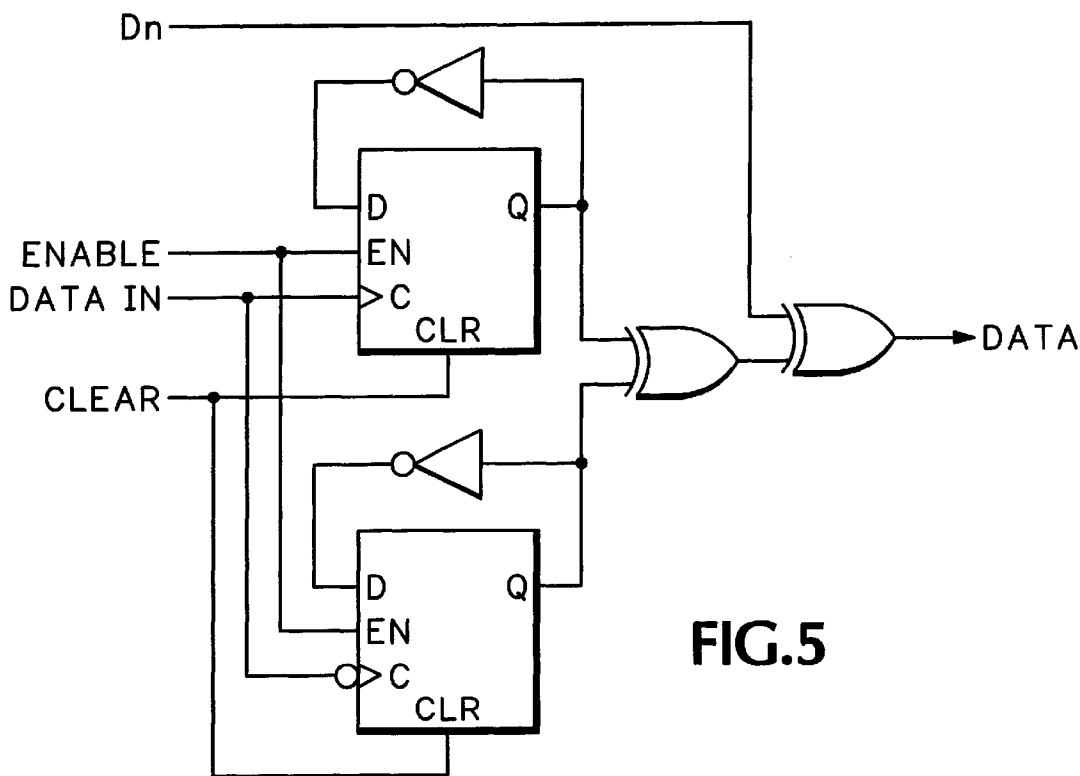 Dn
D
Q
ENABLE
EN
DATA IN
C
CLR
DATA
CLEAR
D
Q
EN
C
CLR
FIG.5